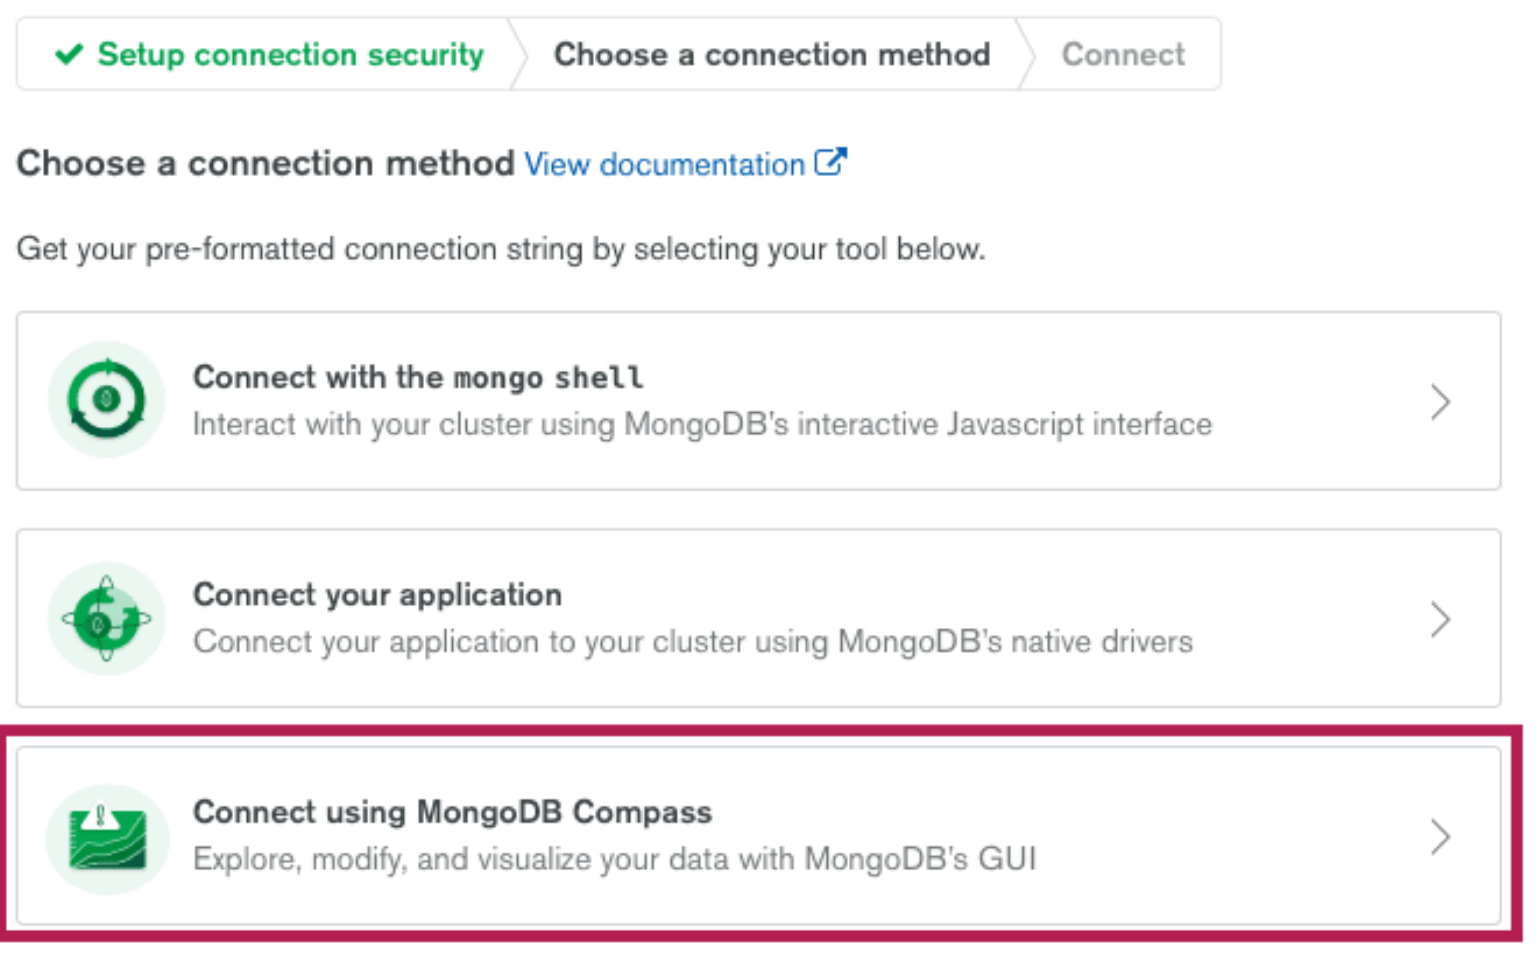 Setup connection security Choose a connection method Connect
Choose a connection method View documentation
Get your pre-formatted connection string by selecting your tool below.
Connect with the mongo shell
Interact with your cluster using MongoDB's interactive Javascript interface
Connect your application
Connect your application to your cluster using MongoDB's native drivers
Connect using MongoDB Compass
Explore, modify, and visualize your data with MongoDB's GUI